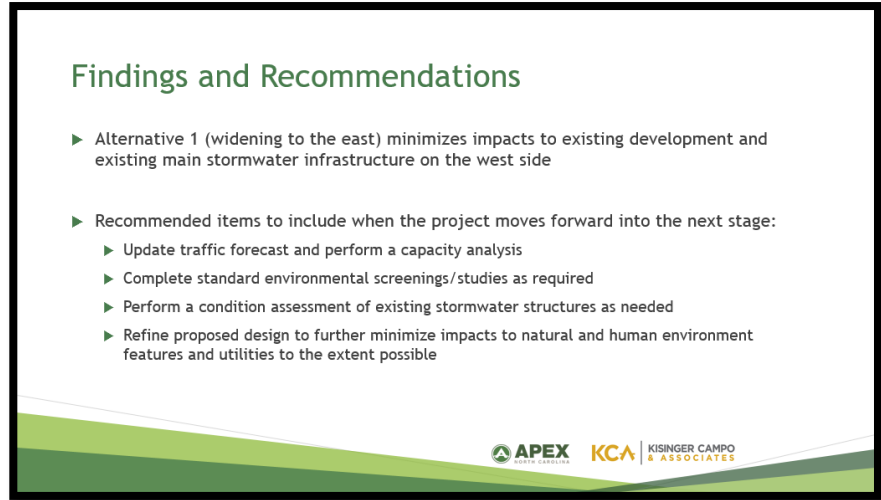 Findings and Recommendations
Alternative 1 (widening to the east) minimizes impacts to existing development and
existing main stormwater infrastructure on the west side
Recommended items to include when the project moves forward into the next stage:
Update traffic forecast and perform a capacity analysis
Complete standard environmental screenings/studies as required
Perform a condition assessment of existing stormwater structures as needed
Refine proposed design to further minimize impacts to natural and human environment
features and utilities to the extent possible
APEX
NORTH CAROLINA
KCA
KISINGER CAMPO
& ASSOCIATES